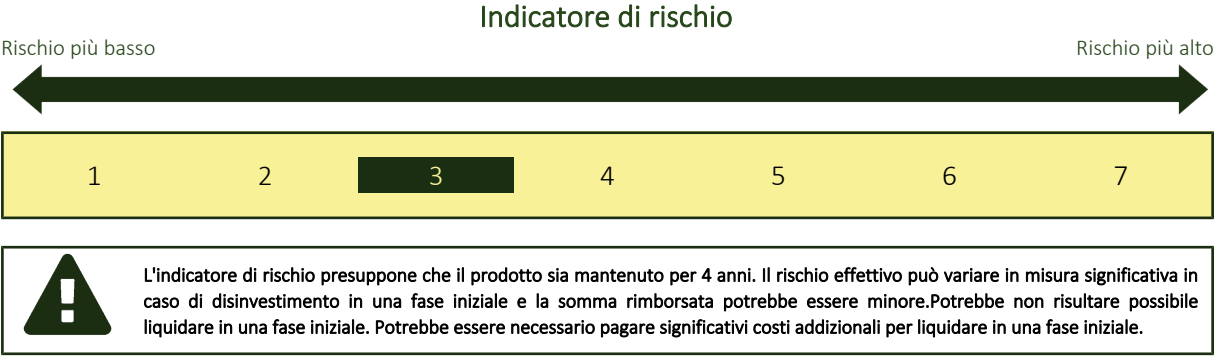 Indicatore di rischio
Rischio più basso
Rischio più alto
1 2 3 4 5 6 7
L'indicatore di rischio presuppone che il prodotto sia mantenuto per 4 anni. Il rischio effettivo può variare in misura significativa in
caso di disinvestimento in una fase iniziale e la somma rimborsata potrebbe essere minore.Potrebbe non risultare possibile
liquidare in una fase iniziale. Potrebbe essere necessario pagare significativi costi addizionali per liquidare in una fase iniziale.